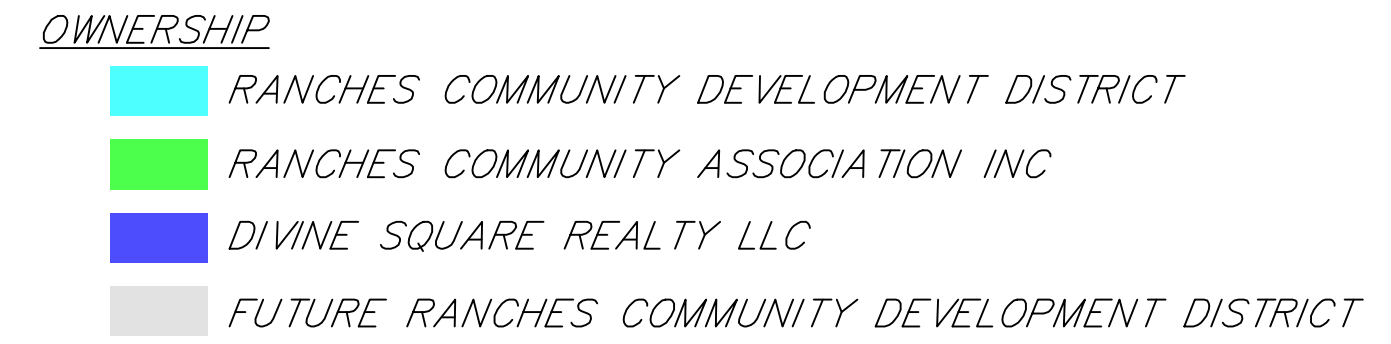 OWNERSHIP
RANCHES COMMUNITY DEVELOPMENT DISTRICT
RANCHES COMMUNITY ASSOCIATION INC
DIVINE SQUARE REALTY LLC
FUTURE RANCHES COMMUNITY DEVELOPMENT DISTRICT